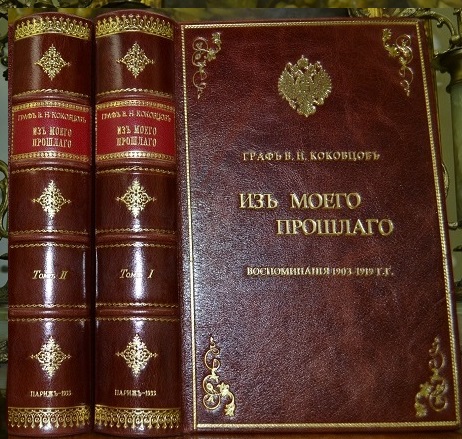 ГРАФЪ В. Н. КОКОВЦОВЪ
ИЗЪ МОЕГО
ПРОШЛАГО
Томъ II
ПАРИЖЪ—1933
ГРАФЪ В. Н. КОКОВЦОВЪ
ИЗЪ МОЕГО
ПРОШЛАГО
Томъ I
ПАРИЖЪ—1933
ГРАФЪ В. Н. КОКОВЦОВЪ
ИЗЪ МОЕГО
ПРОШЛАГО
ВОСПОМИНАНІЯ 1903-1919 Г.Г.